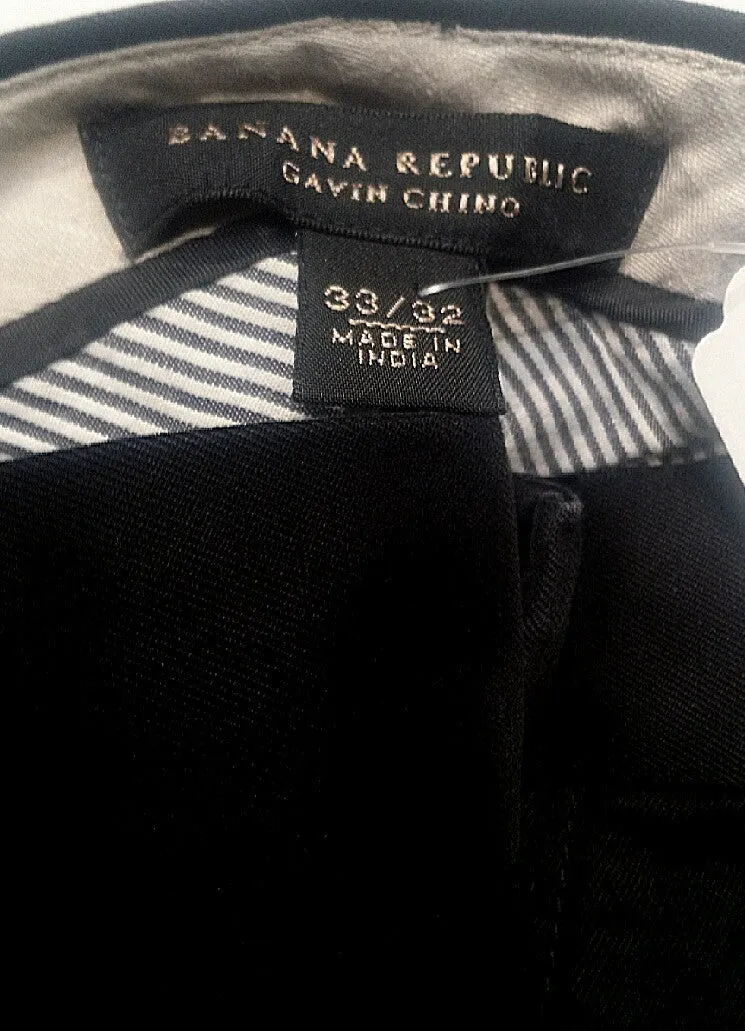 BANANA REPUBLIC
GAVIN CHINO
33/32
MADE IN
INDIA